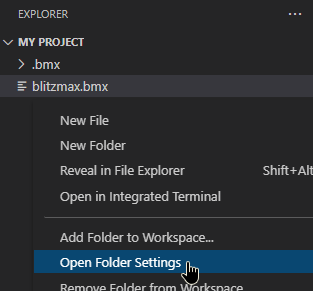 EXPLORER
MY PROJECT
.bmx
blitzmax.bmx
New File
New Folder
Reveal in File Explorer Shift+Alt
Open in Integrated Terminal
Add Folder to Workspace...
Open Folder Settings
Remove Folder from Workspace